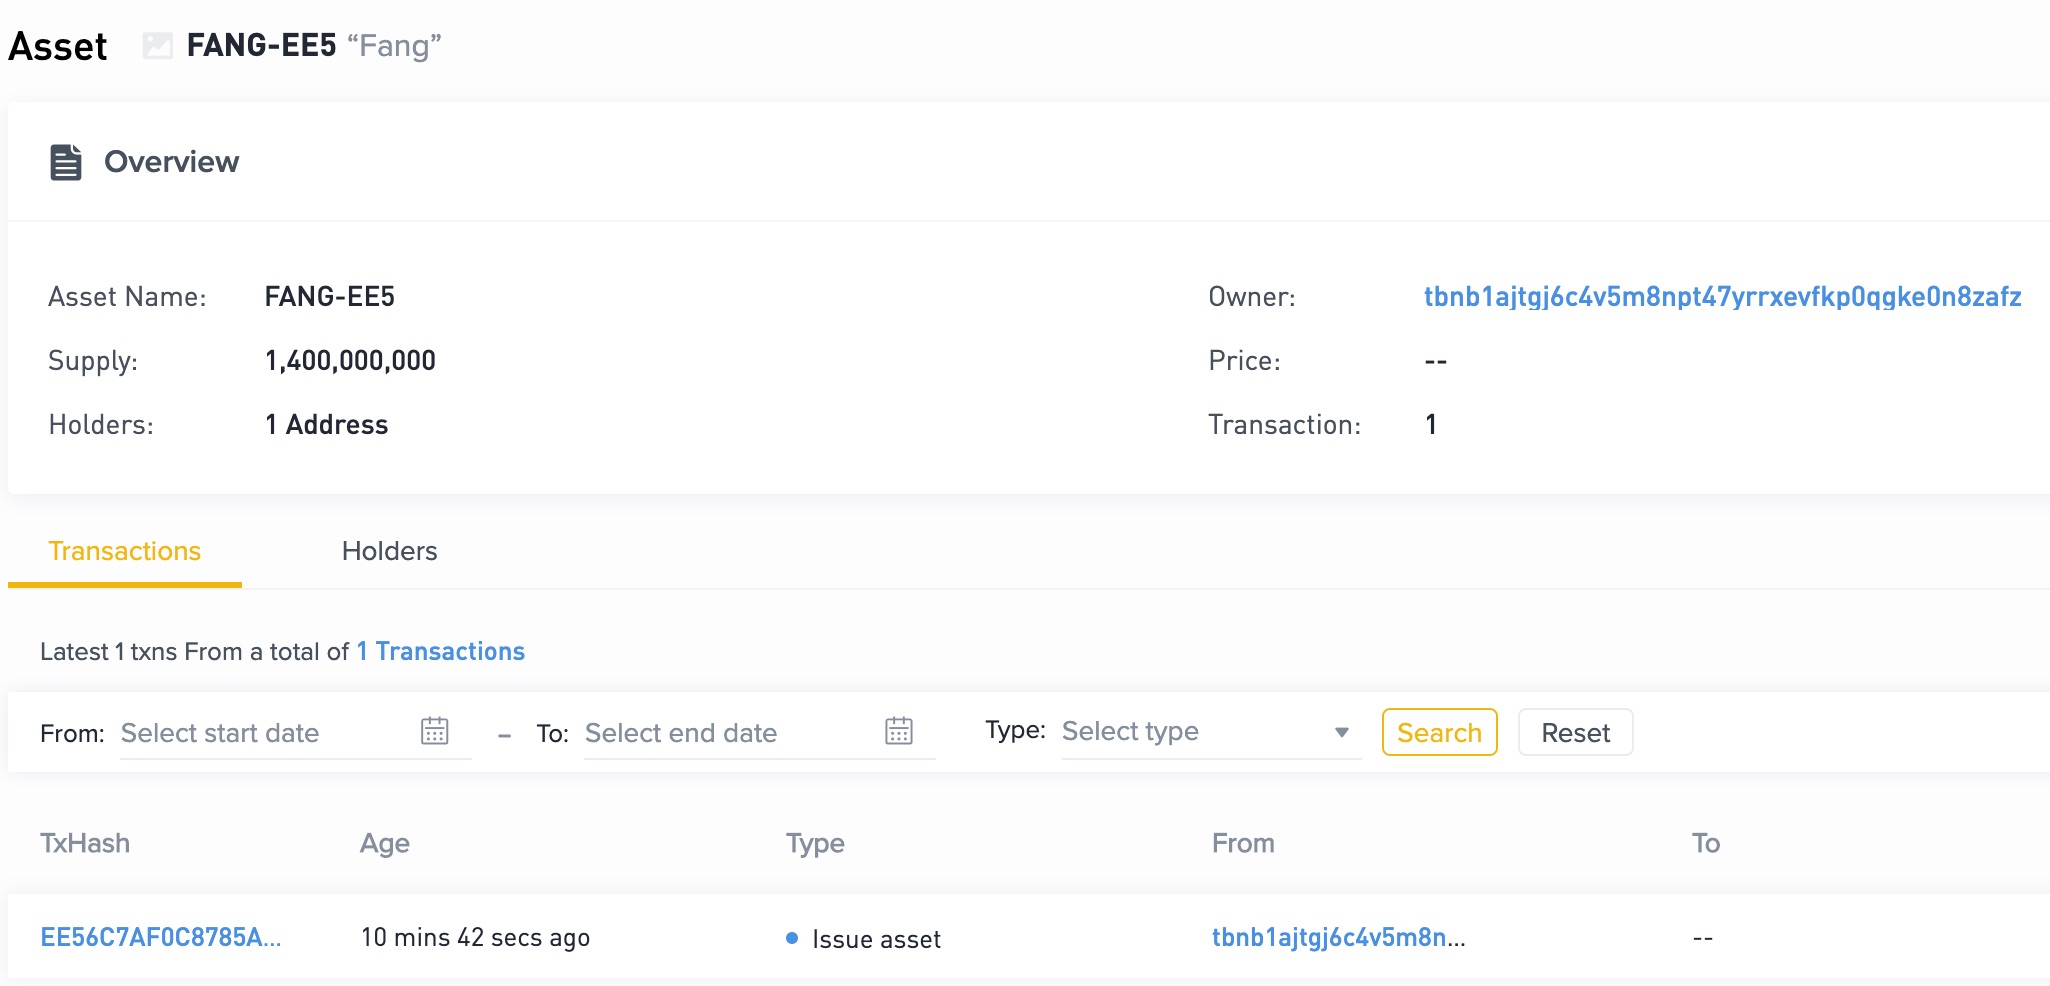 Asset FANG-EE5 “Fang”
Overview
Asset Name: FANG-EE5
Owner: tbnb1ajtgj6c4v5m8npt47yrrxevfkp0qgke0n8zafz
Supply: 1,400,000,000
Price: --
Holders: 1 Address
Transaction: 1
Transactions Holders
Latest 1 txns From a total of 1 Transactions
From: Select start date – To: Select end date Type: Select type Search Reset
TxHash Age Type From To
EE56C7AF0C8785A... 10 mins 42 secs ago Issue asset tbnb1ajtgj6c4v5m8n... --